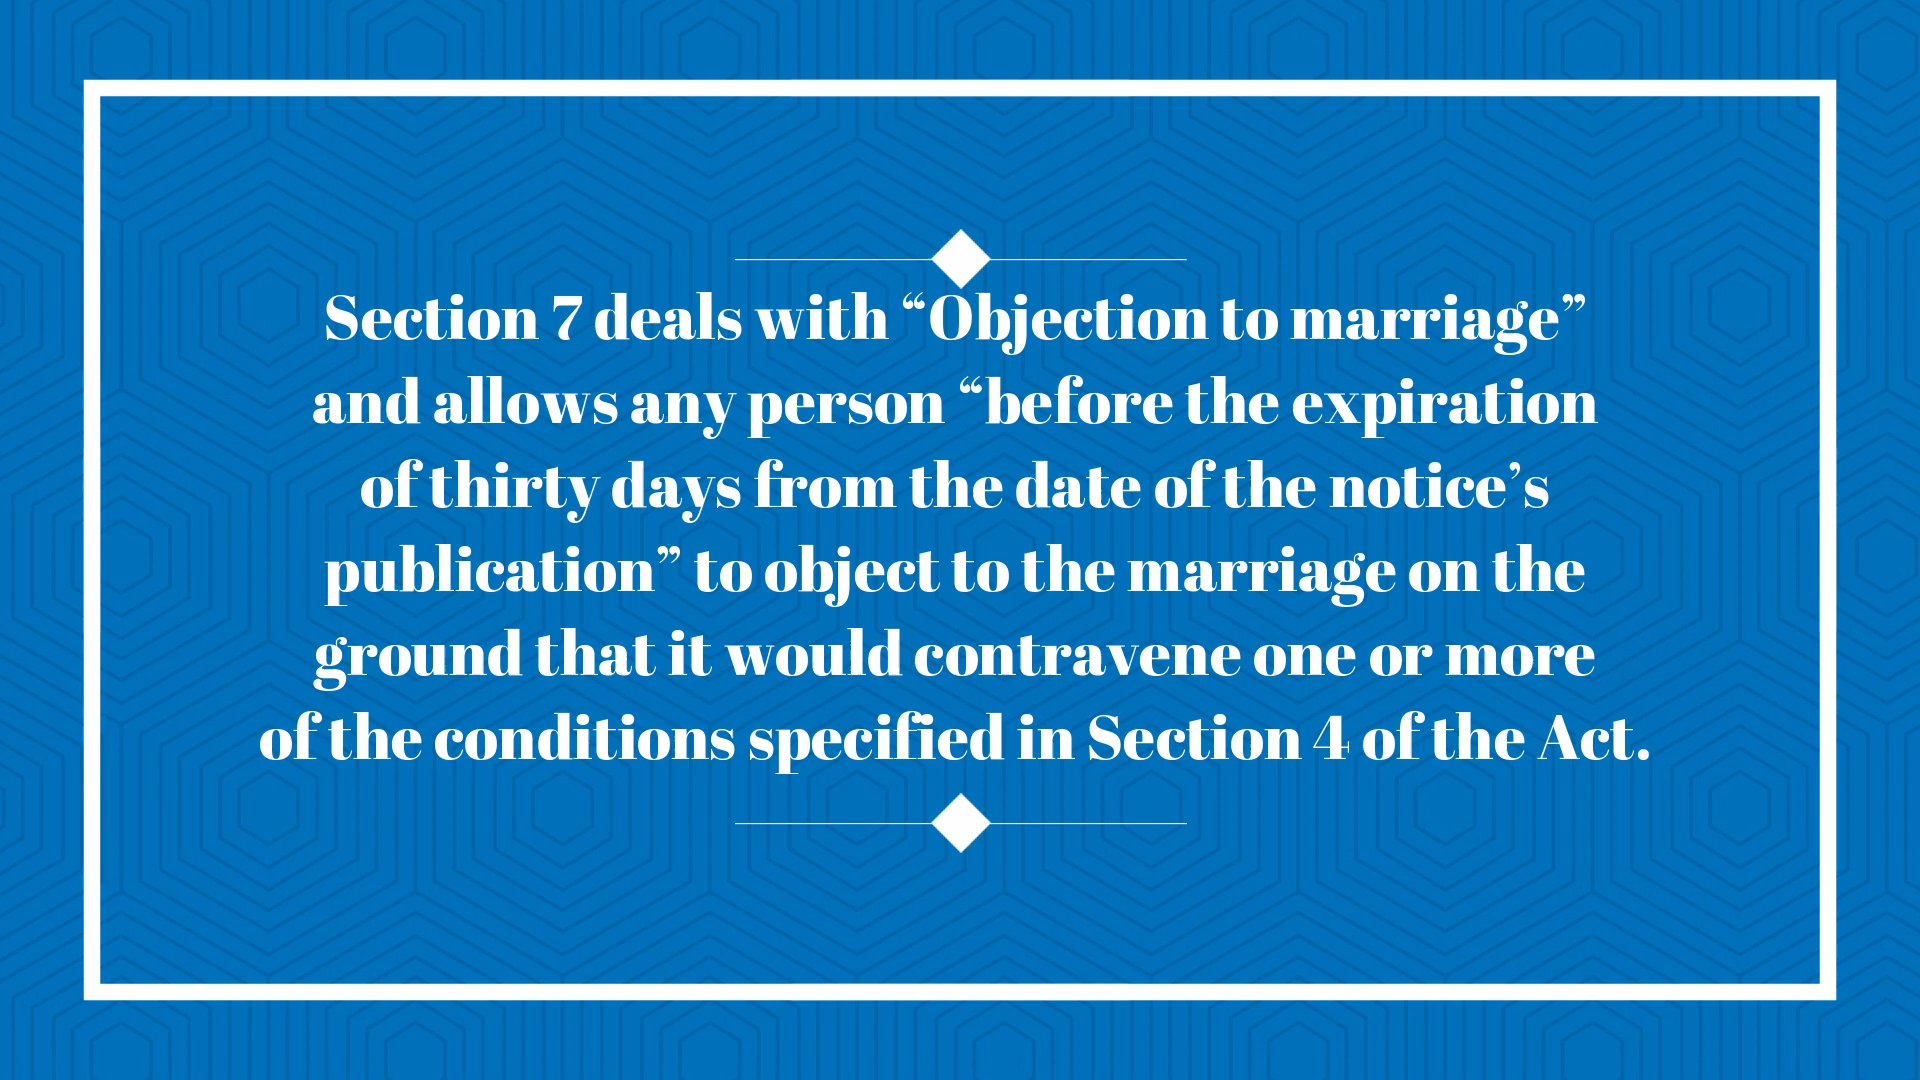 Section 7 deals with “Objection to marriage”
and allows any person “before the expiration
of thirty days from the date of the notice’s
publication” to object to the marriage on the
ground that it would contravene one or more
of the conditions specified in Section 4 of the Act.